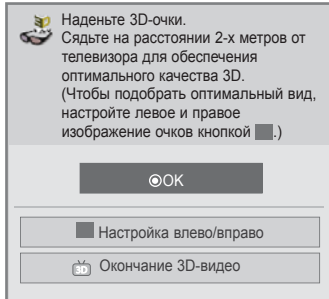 Наденьте 3D-очки.
Сядьте на расстоянии 2-х метров от
телевизора для обеспечения
оптимального качества 3D.
(Чтобы подобрать оптимальный вид,
настройте левое и правое
изображение очков кнопкой .)
OK
Настройка влево/вправо
3D Окончание 3D-видео